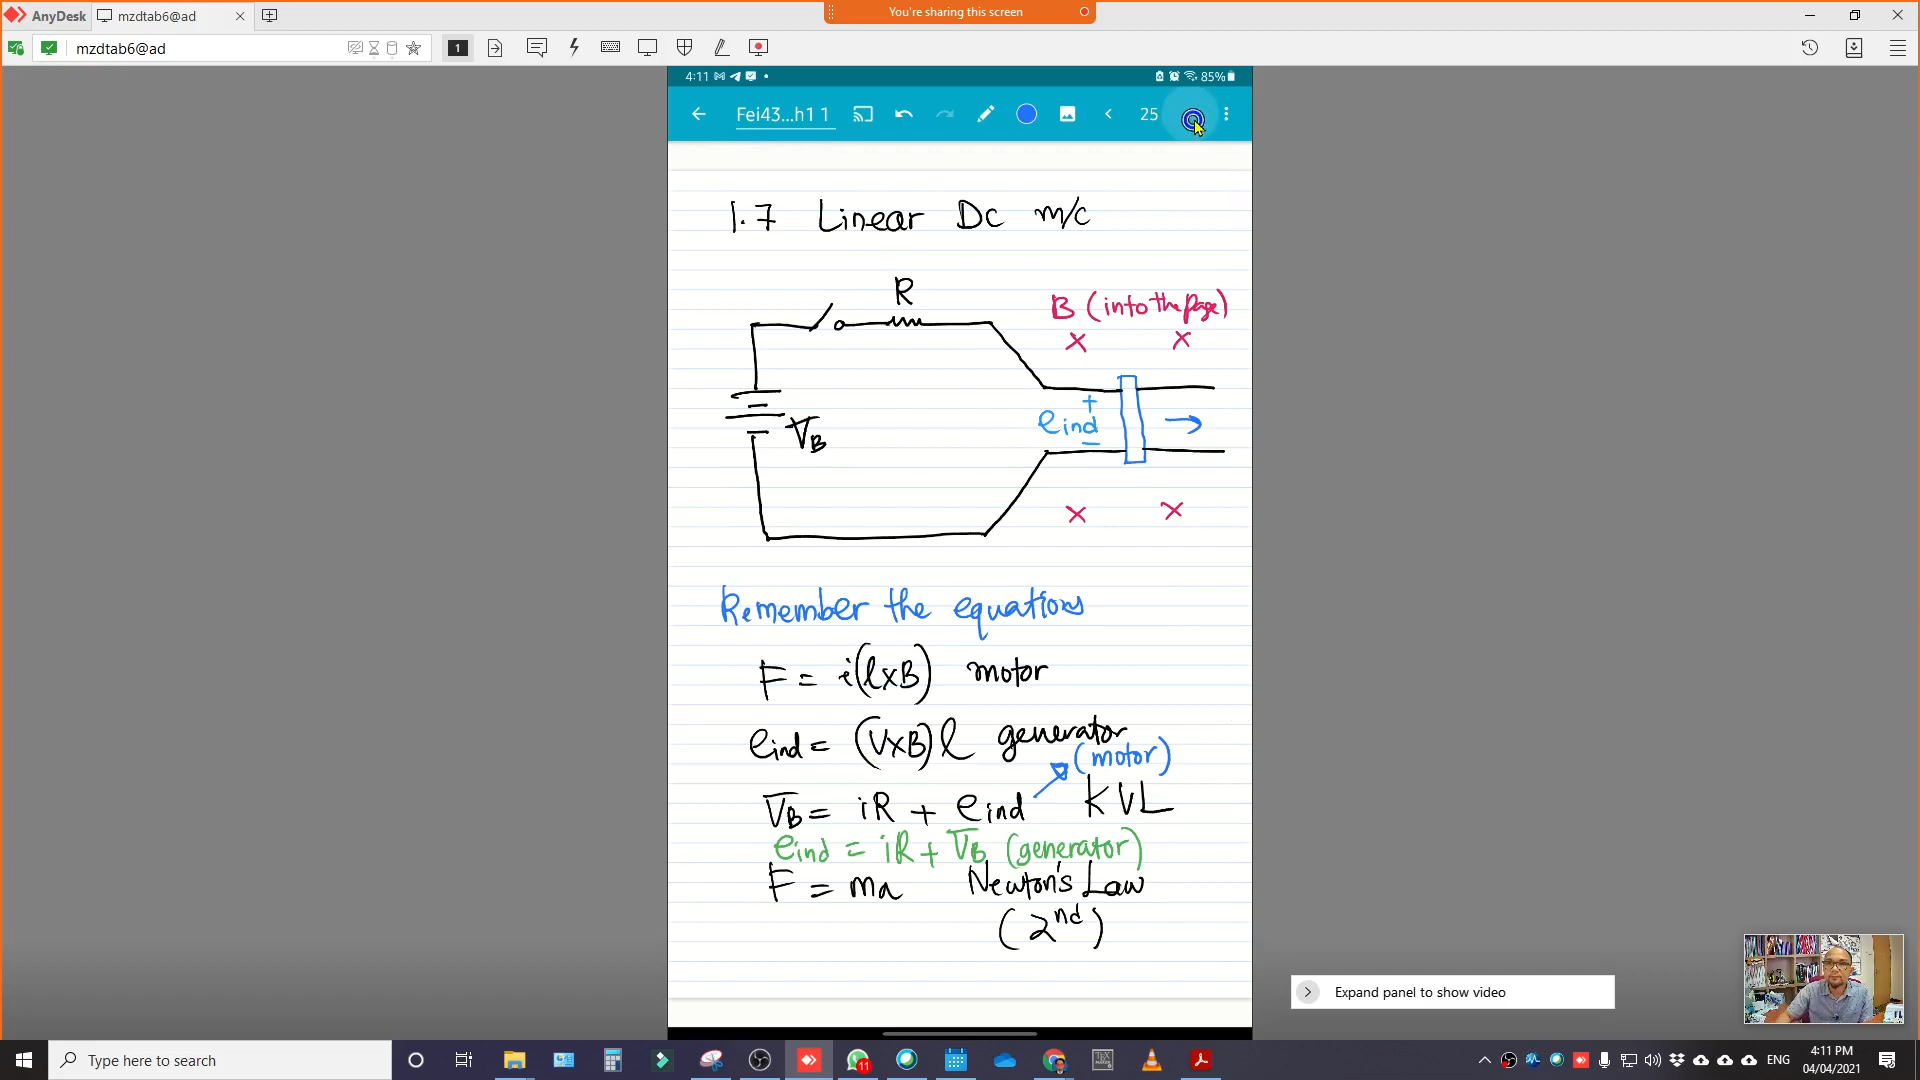 AnyDesk
mzdtab6@ad
You're sharing this screen
mzdtab6@ad
1
4:11
85%
Fei43...h1 1
25
1.7 Linear DC m/c
R
B (into the page)
x x
+
eind
−
VB
x x
Remember the equations
F = i(lxB) motor
eind = (VxB)l generator
(motor)
VB = iR + eind KVL
eind = iR + VB (generator)
F = ma Newton's Law
(2nd)
Expand panel to show video
Type here to search
11
ENG
4:11 PM
04/04/2021